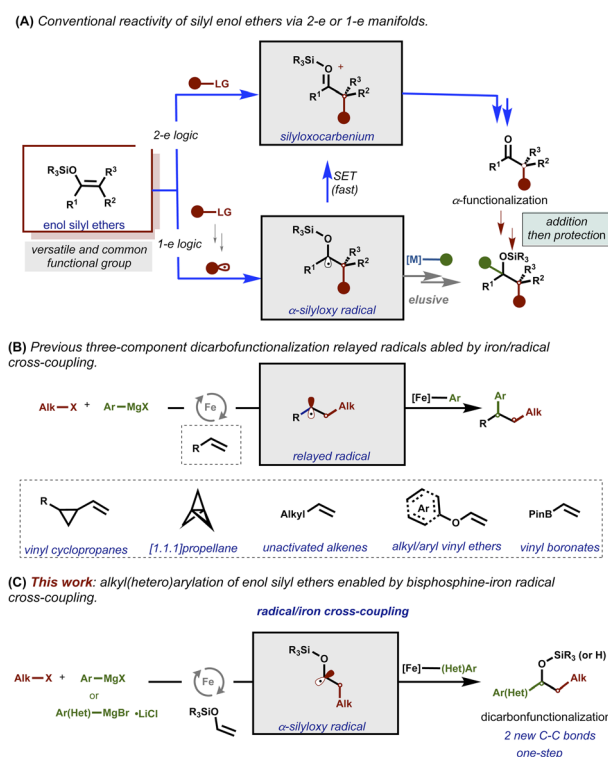 (A) Conventional reactivity of silyl enol ethers via 2-e or 1-e manifolds.
R3Si
O
+
R1
R3
R2
silyloxocarbenium
LG
2-e logic
R3SiO
R3
R1
R2
enol silyl ethers
versatile and common
functional group
1-e logic
LG
SET
(fast)
R3Si
O
R1
R3
R2
α-silyloxy radical
[M]
elusive
O
R3
R1
R2
α-functionalization
addition
then protection
OSiR3
R3
R1
R2
(B) Previous three-component dicarbofunctionalization relayed radicals abled by iron/radical
cross-coupling.
Alk—X + Ar—MgX
Fe
R
R
Alk
relayed radical
[Fe]—Ar
Ar
R
Alk
R
vinyl cyclopropanes
[1.1.1]propellane
Alkyl
unactivated alkenes
Ar
O
alkyl/aryl vinyl ethers
PinB
vinyl boronates
(C) This work: alkyl(hetero)arylation of enol silyl ethers enabled by bisphosphine-iron radical
cross-coupling.
radical/iron cross-coupling
Alk—X + Ar—MgX
or
Ar(Het)—MgBr •LiCl
Fe
R3SiO
R3Si
O
Alk
α-silyloxy radical
[Fe]—(Het)Ar
O SiR3 (or H)
Ar(Het)
Alk
dicarbonfunctionalization
2 new C-C bonds
one-step